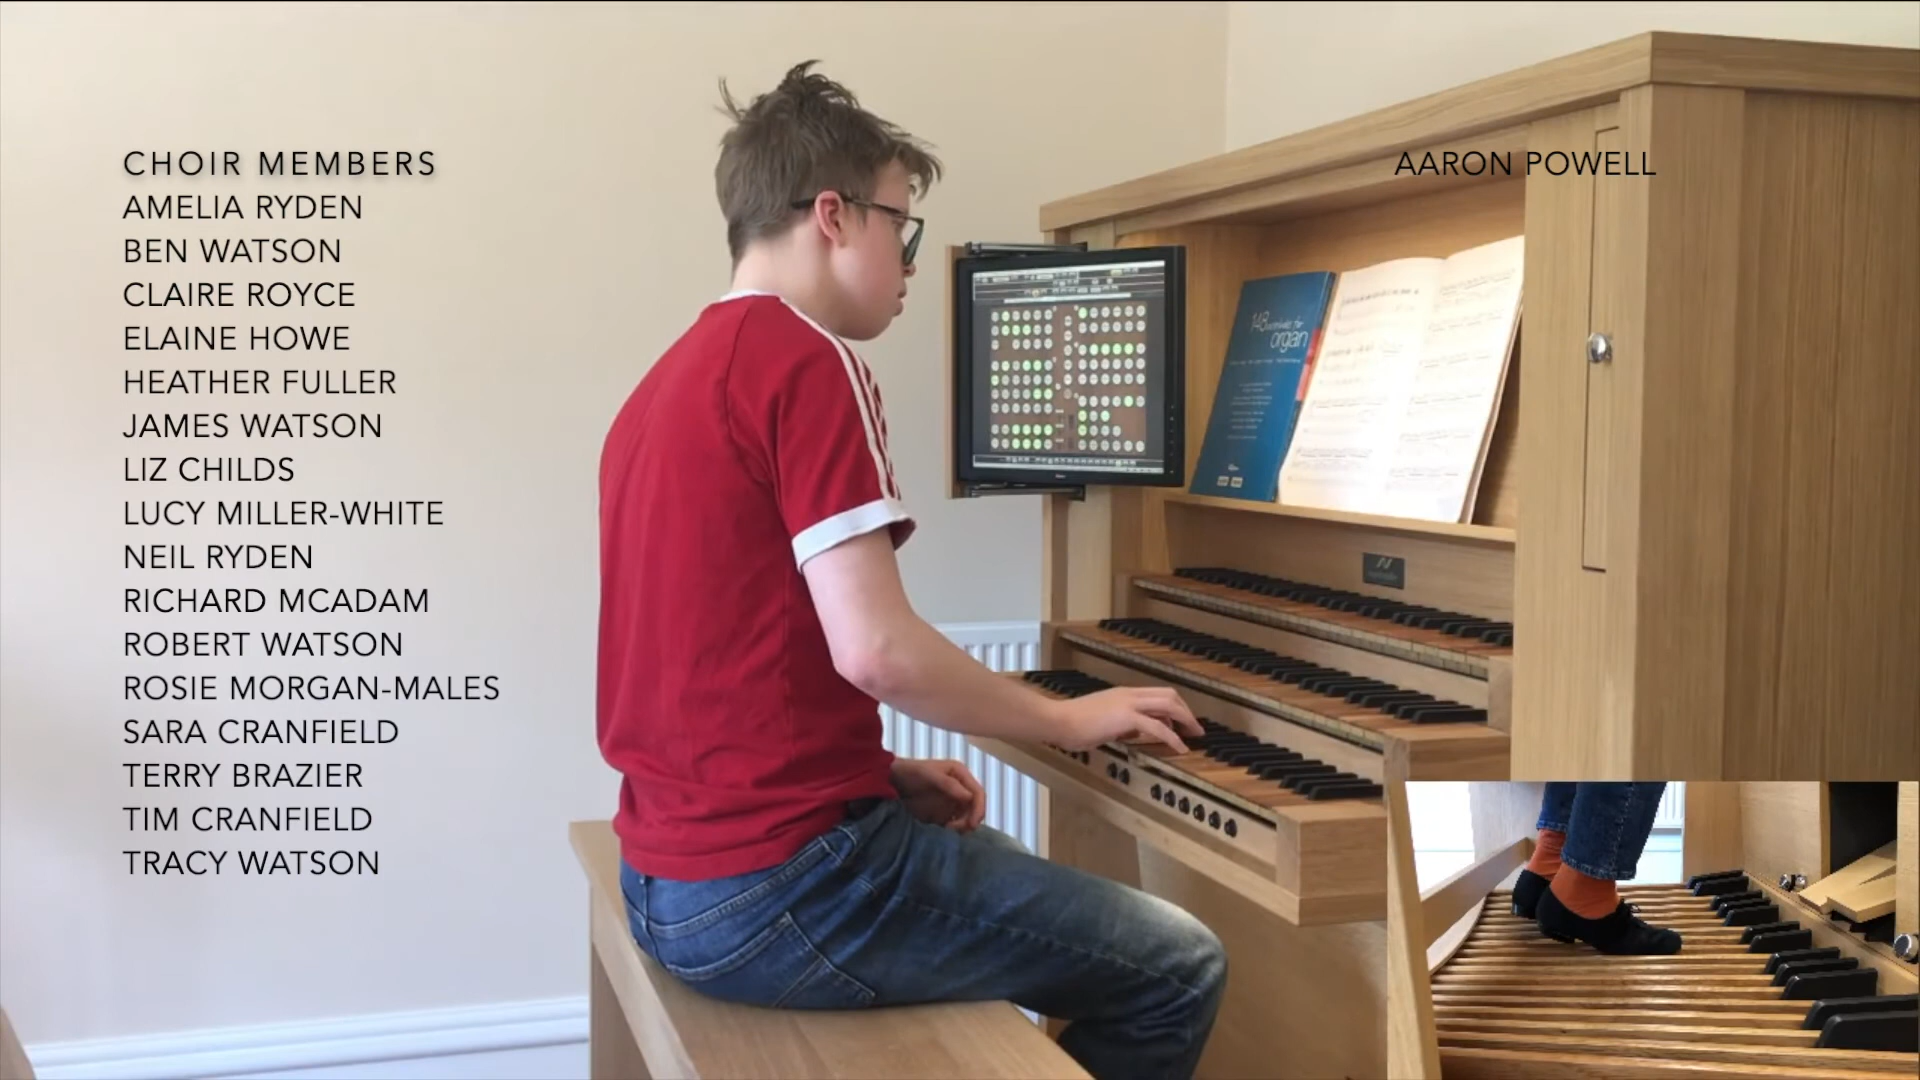 CHOIR MEMBERS
AMELIA RYDEN
BEN WATSON
CLAIRE ROYCE
ELAINE HOWE
HEATHER FULLER
JAMES WATSON
LIZ CHILDS
LUCY MILLER-WHITE
NEIL RYDEN
RICHARD MCADAM
ROBERT WATSON
ROSIE MORGAN-MALES
SARA CRANFIELD
TERRY BRAZIER
TIM CRANFIELD
TRACY WATSON
AARON POWELL
148
for
organ